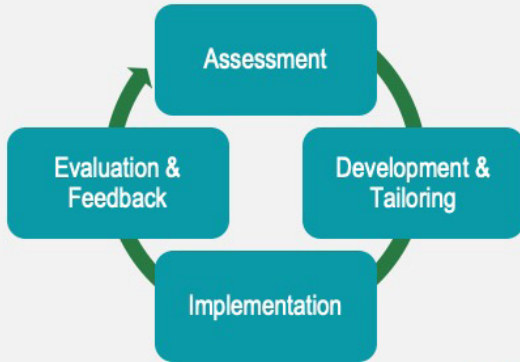 Assessment
Development &
Tailoring
Implementation
Evaluation &
Feedback